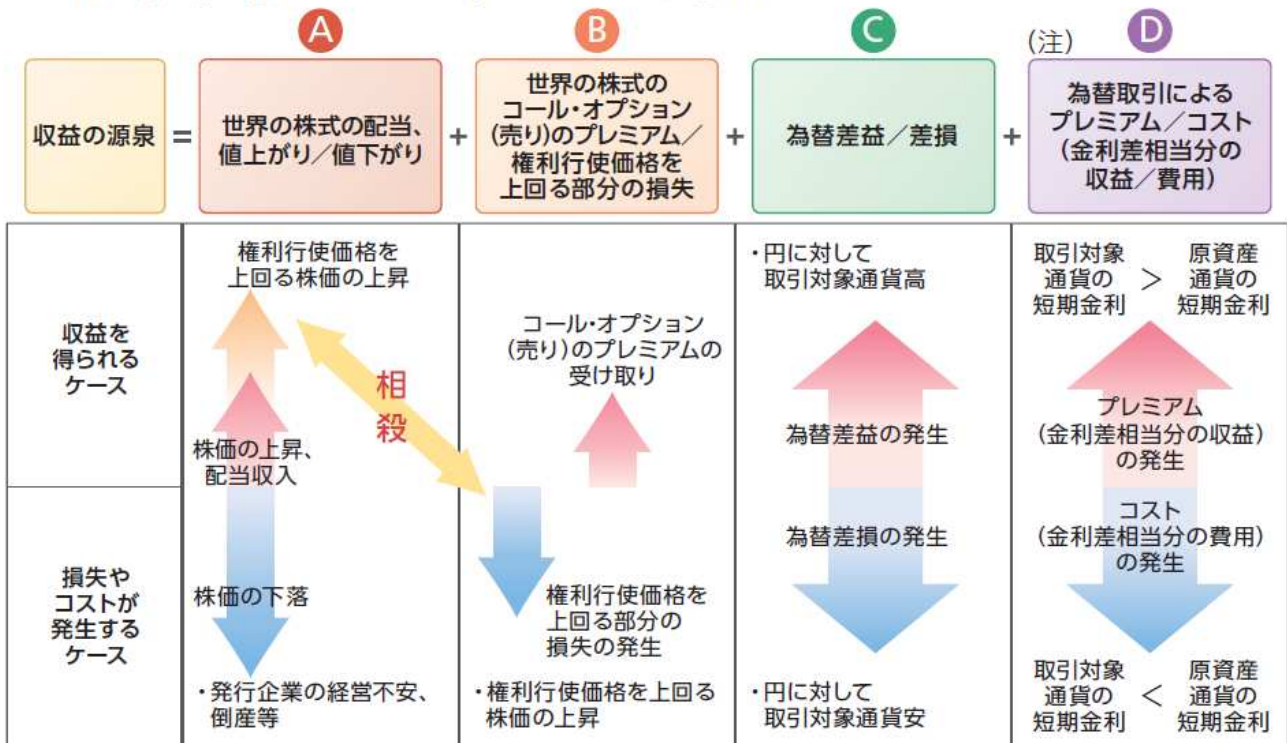 A
B
C
(注)
D
収益の源泉
=
世界の株式の配当、
値上がり/値下がり
+
世界の株式の
コール・オプション
(売り)のプレミアム/
権利行使価格を
上回る部分の損失
+
為替差益/差損
+
為替取引による
プレミアム/コスト
(金利差相当分の
収益/費用)
収益を
得られる
ケース
権利行使価格を
上回る株価の上昇
株価の上昇、
配当収入
相
殺
コール・オプション
(売り)のプレミアムの
受け取り
・円に対して
取引対象通貨高
為替差益の発生
取引対象
通貨の
短期金利
>
原資産
通貨の
短期金利
プレミアム
(金利差相当分の収益)
の発生
損失や
コストが
発生する
ケース
株価の下落
・発行企業の経営不安、
倒産等
権利行使価格を
上回る部分の
損失の発生
・権利行使価格を上回る
株価の上昇
為替差損の発生
・円に対して
取引対象通貨安
コスト
(金利差相当分の費用)
の発生
取引対象
通貨の
短期金利
<
原資産
通貨の
短期金利